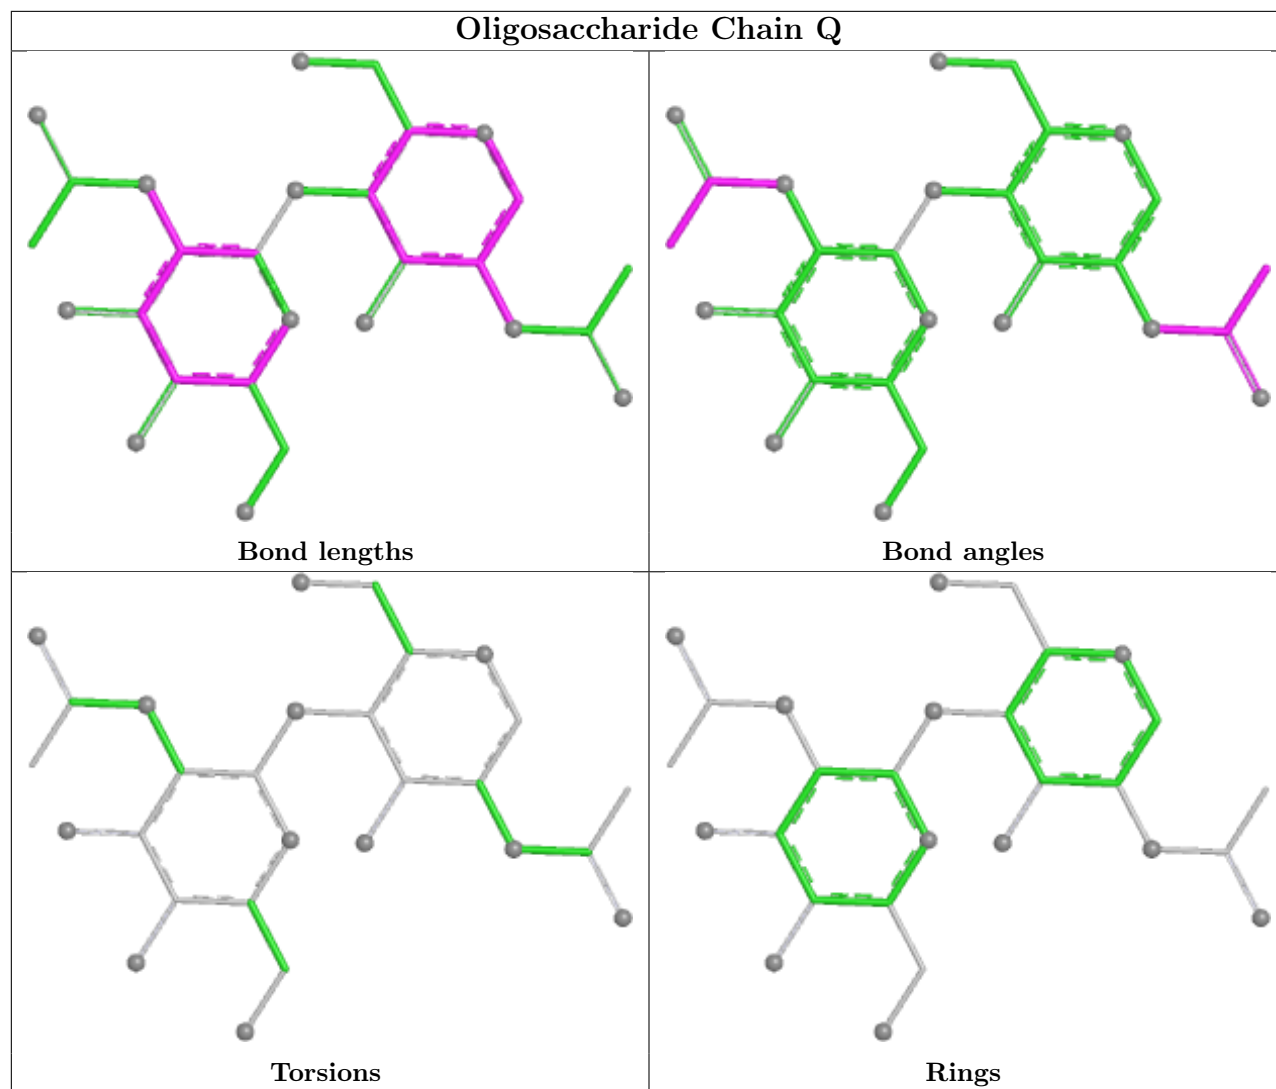 Oligosaccharide Chain Q
Bond lengths
Bond angles
Torsions
Rings